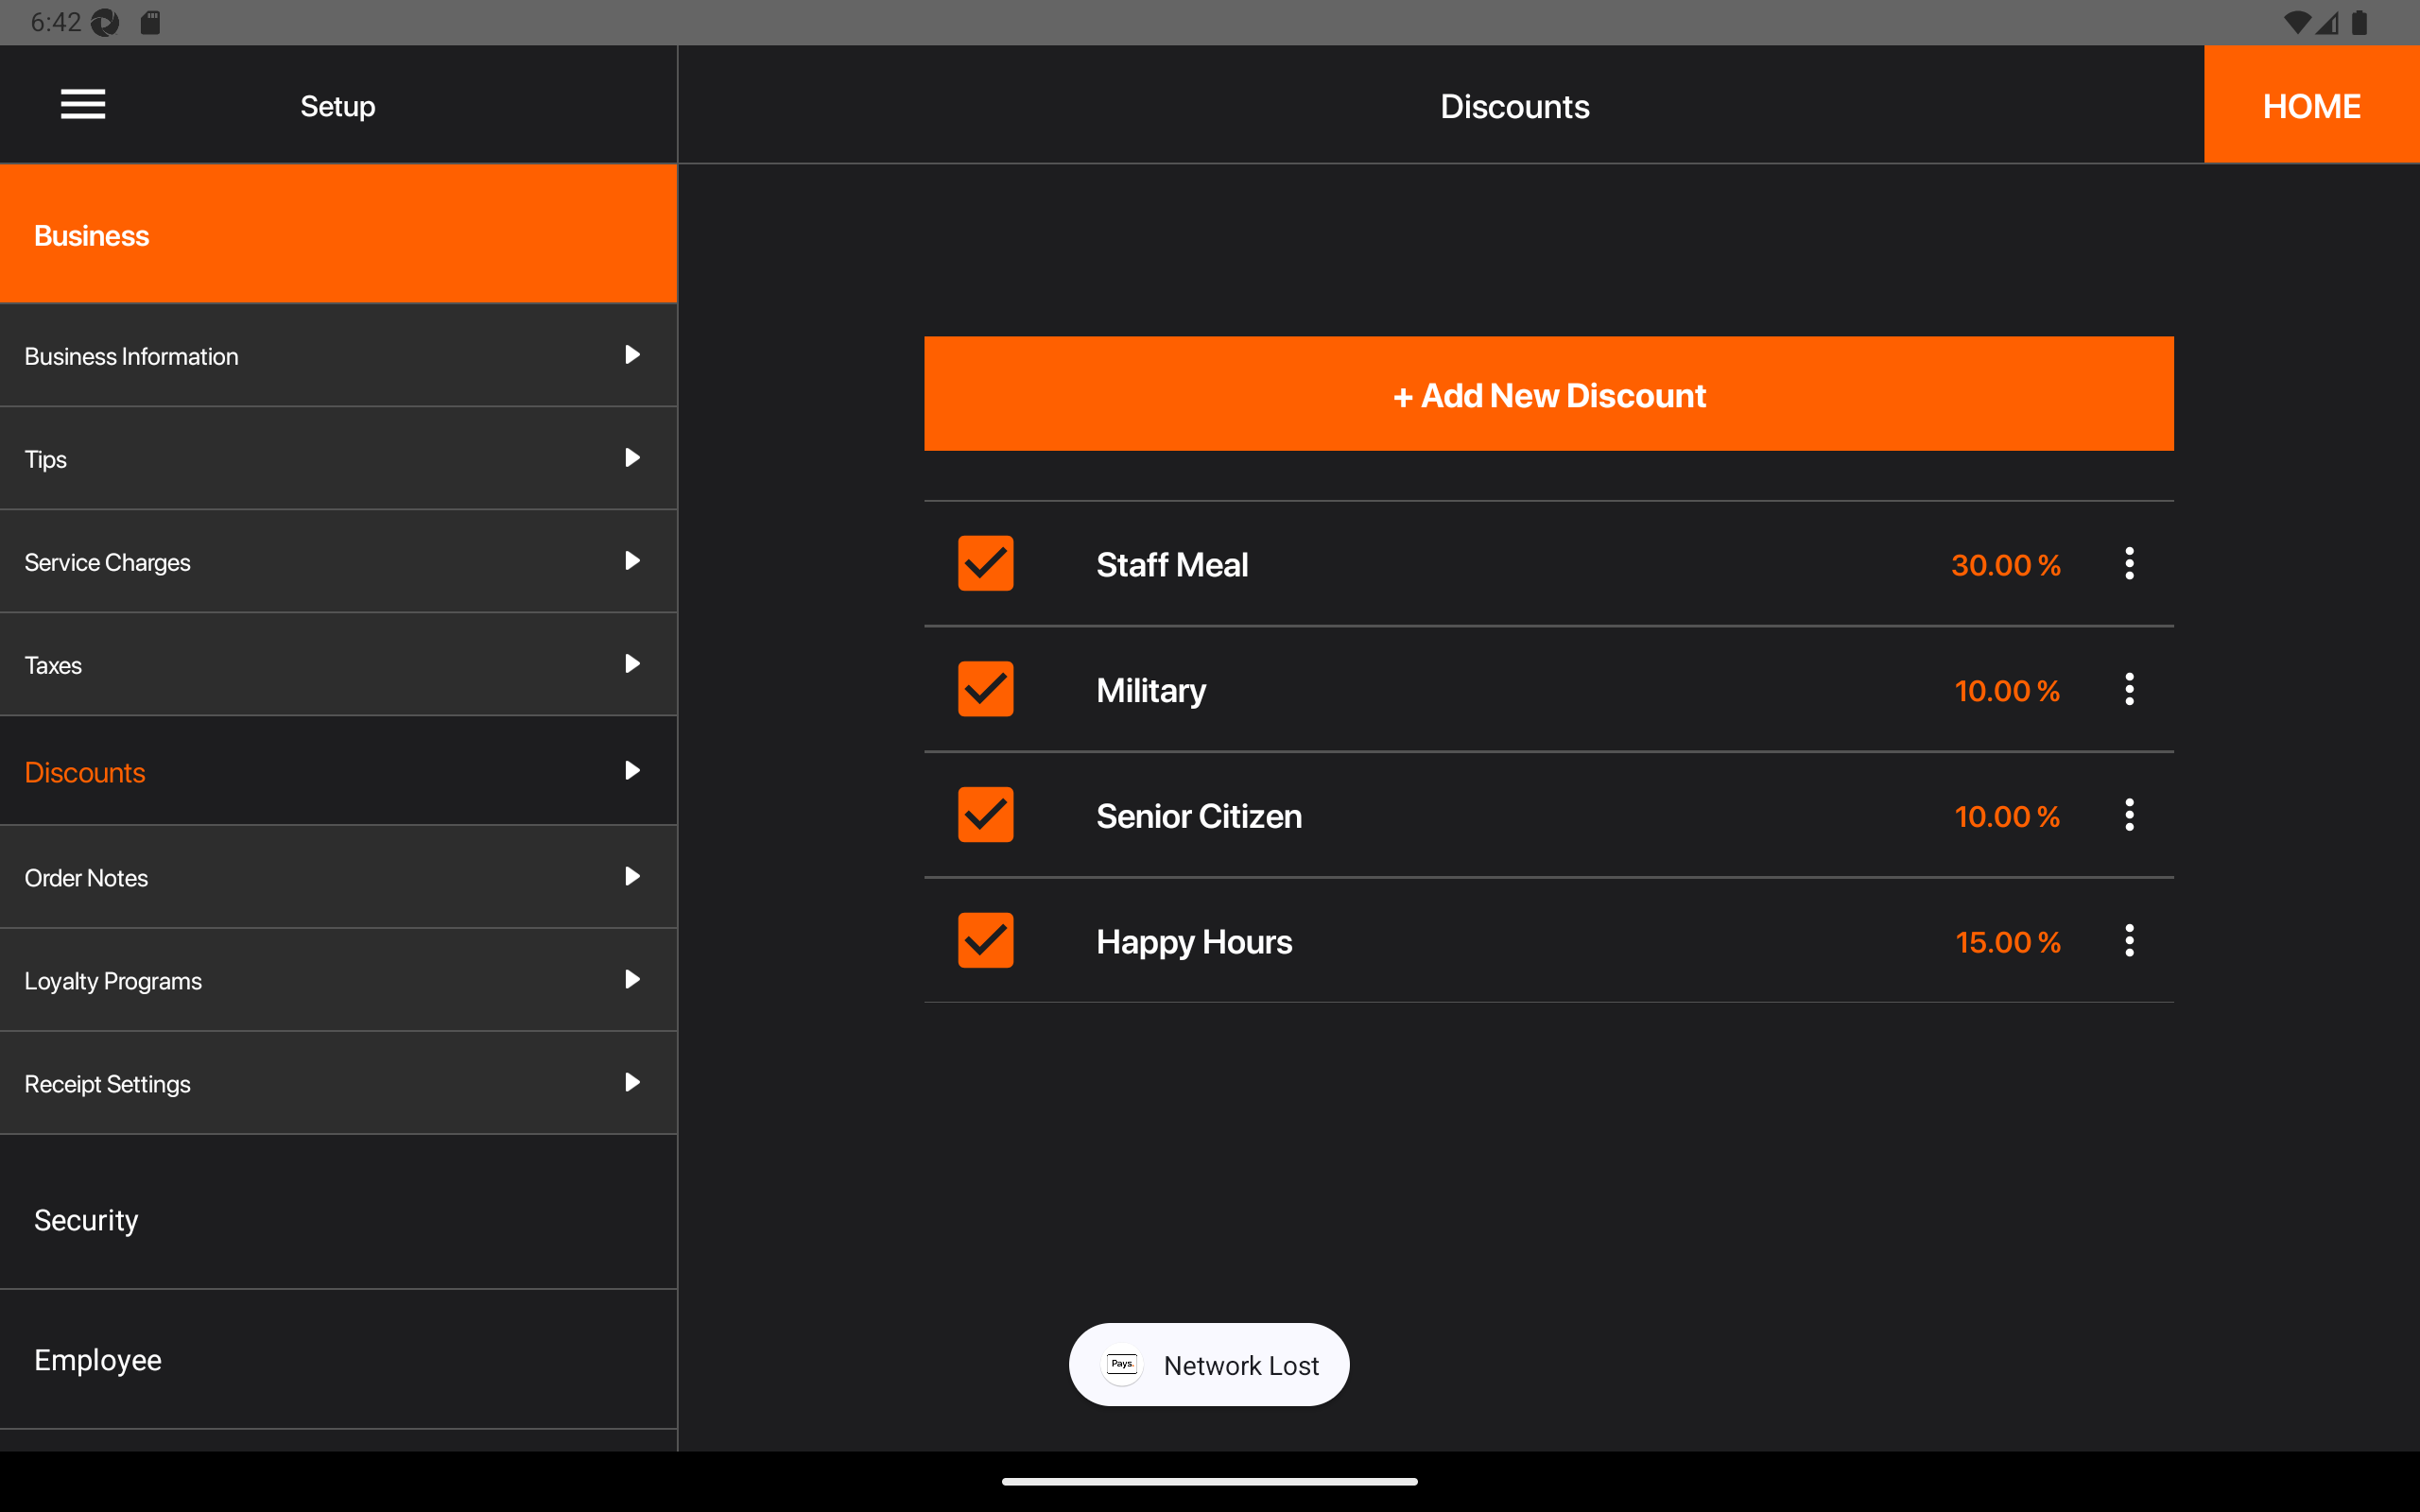 6:42
Setup
Discounts
HOME
Business
Business Information
Tips
Service Charges
Taxes
Discounts
Order Notes
Loyalty Programs
Receipt Settings
Security
Employee
+ Add New Discount
Staff Meal 30.00 %
Military 10.00 %
Senior Citizen 10.00 %
Happy Hours 15.00 %
Pays. Network Lost